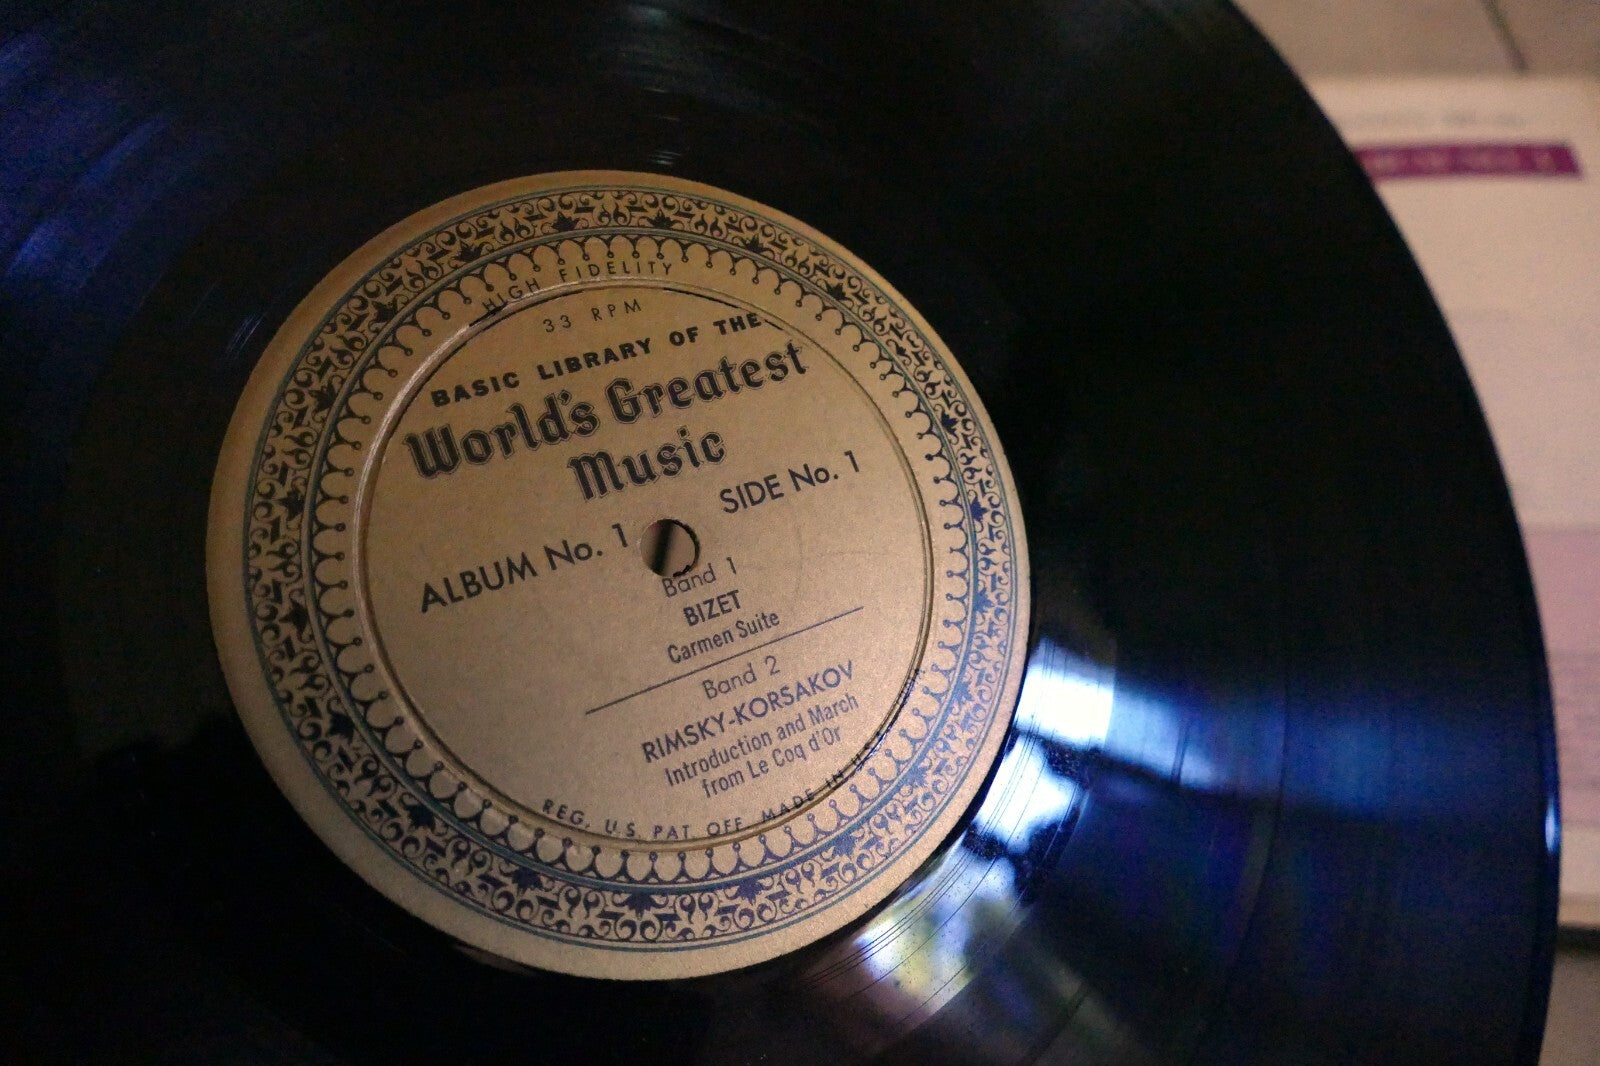 HIGH FIDELITY
33 RPM
BASIC LIBRARY OF THE
World's Greatest
Music
ALBUM No. 1
SIDE No. 1
Band 1
BIZET
Carmen Suite
Band 2
RIMSKY-KORSAKOV
Introduction and March
from Le Coq d'Or
REG. U.S. PAT. OFF. MADE IN